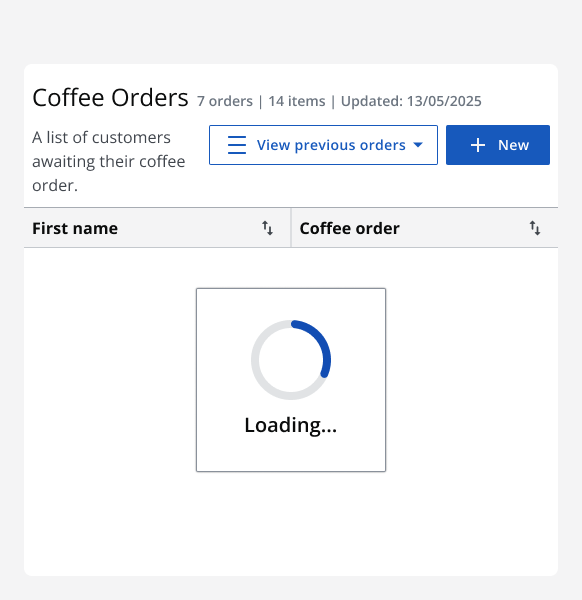 Coffee Orders 7 orders | 14 items | Updated: 13/05/2025
A list of customers
awaiting their coffee
order.
View previous orders
New
First name
Coffee order
Loading...